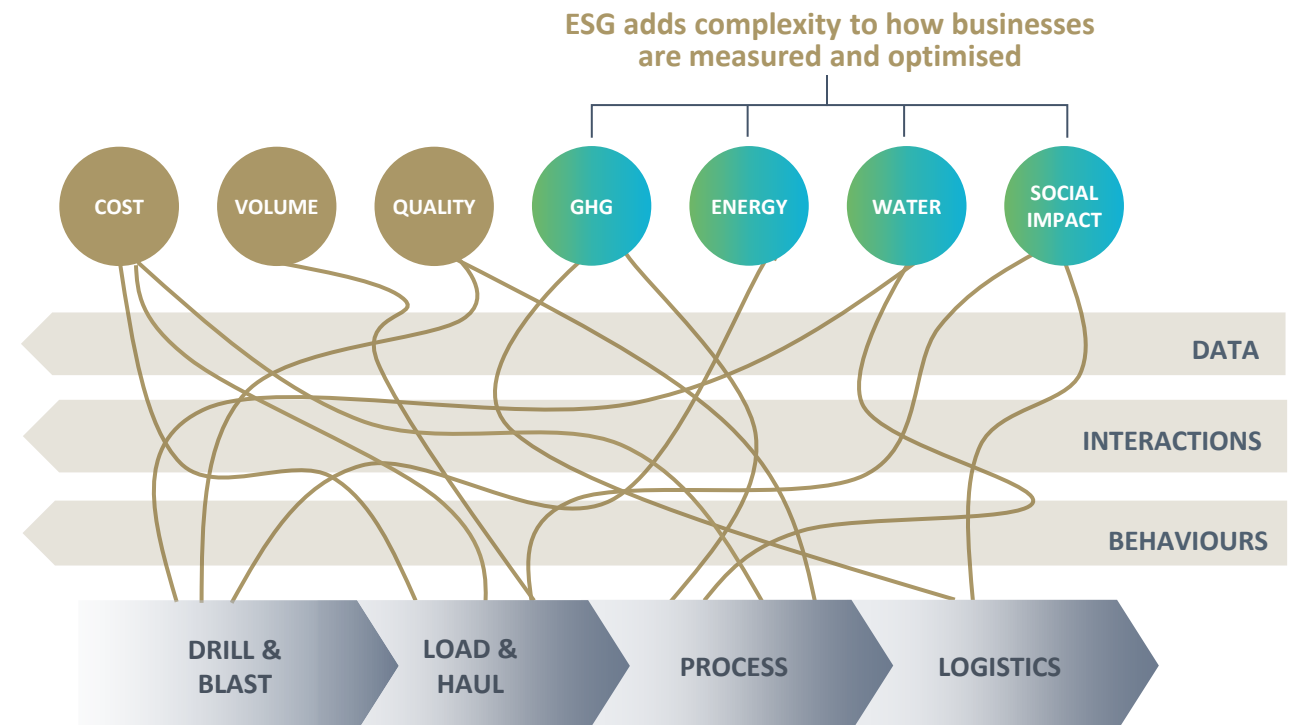 ESG adds complexity to how businesses
are measured and optimised
COST
VOLUME
QUALITY
GHG
ENERGY
WATER
SOCIAL
IMPACT
DATA
INTERACTIONS
BEHAVIOURS
DRILL &
BLAST
LOAD &
HAUL
PROCESS
LOGISTICS